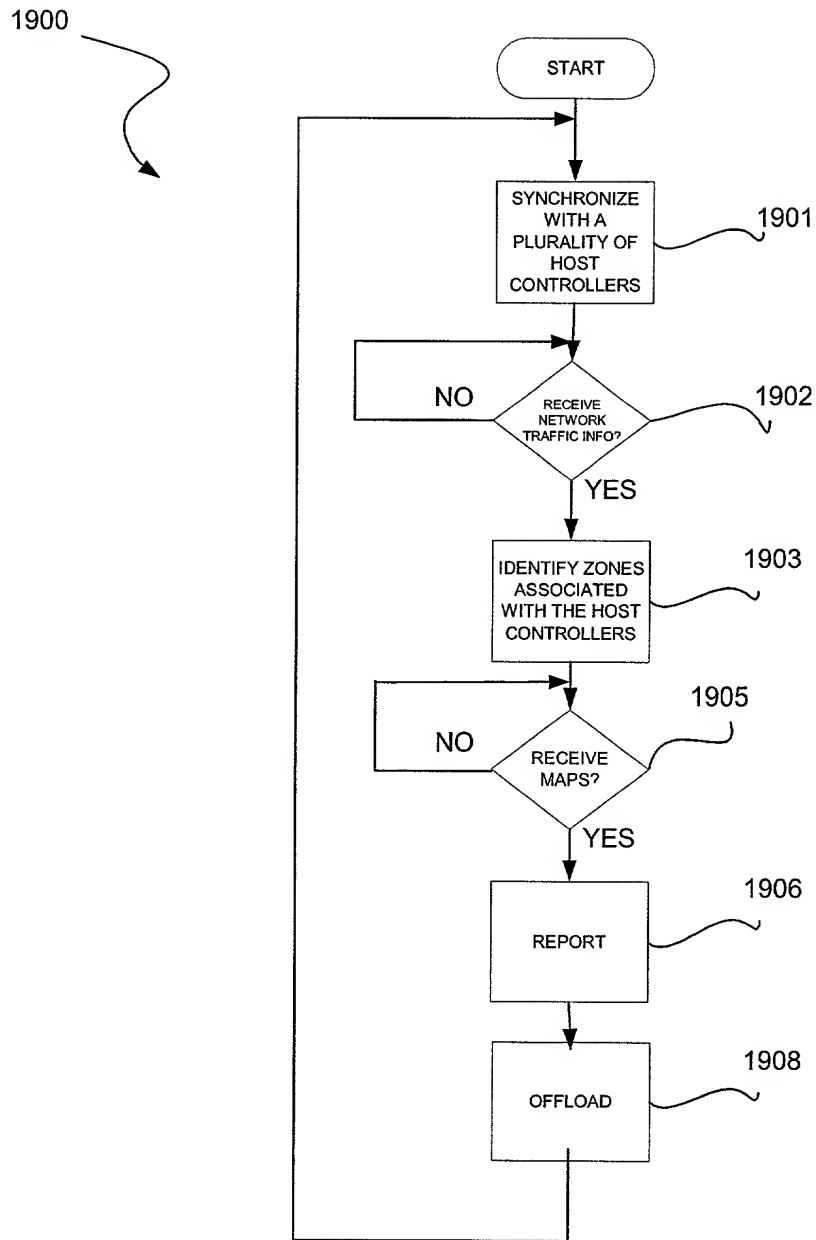 1900
START
SYNCHRONIZE
WITH A
PLURALITY OF
HOST
CONTROLLERS
1901
RECEIVE
NETWORK
TRAFFIC INFO?
1902
NO
YES
IDENTIFY ZONES
ASSOCIATED
WITH THE HOST
CONTROLLERS
1903
RECEIVE
MAPS?
1905
NO
YES
REPORT
1906
OFFLOAD
1908